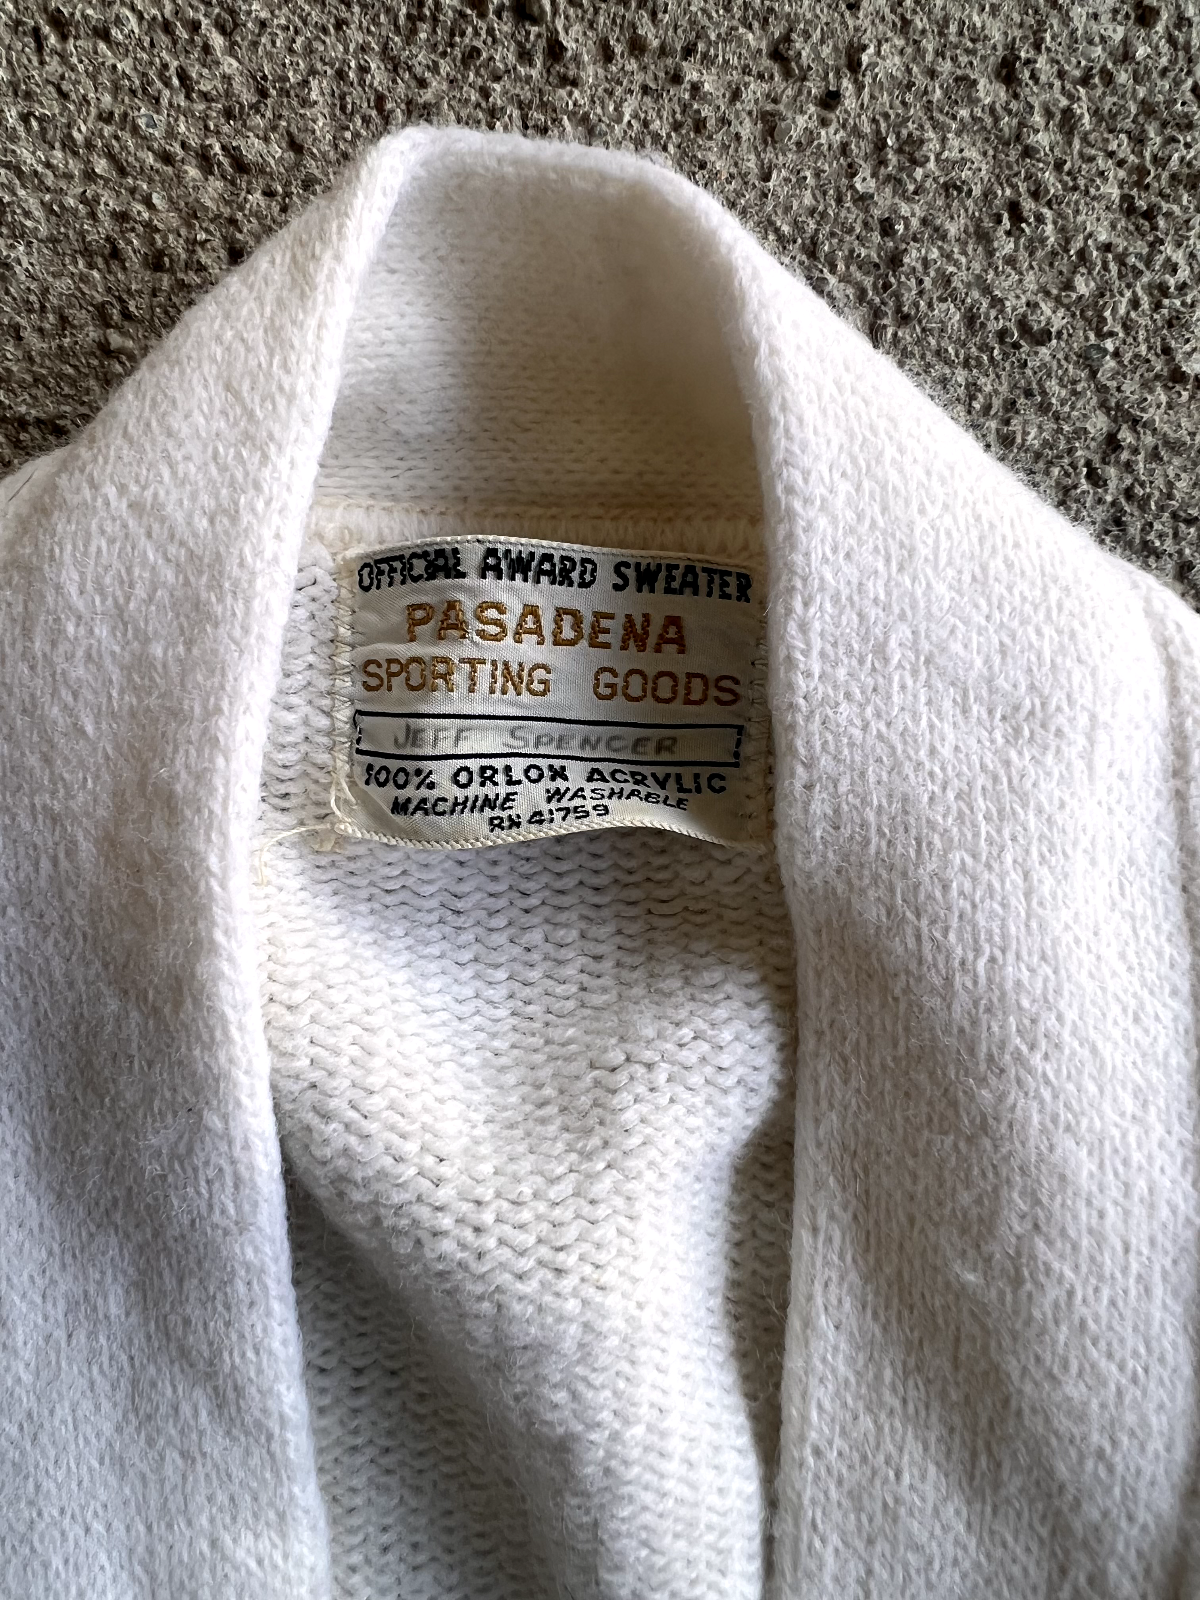 OFFICIAL AWARD SWEATER
PASADENA
SPORTING GOODS
JEFF SPENCER
100% ORLON ACRYLIC
MACHINE WASHABLE
RN 41759